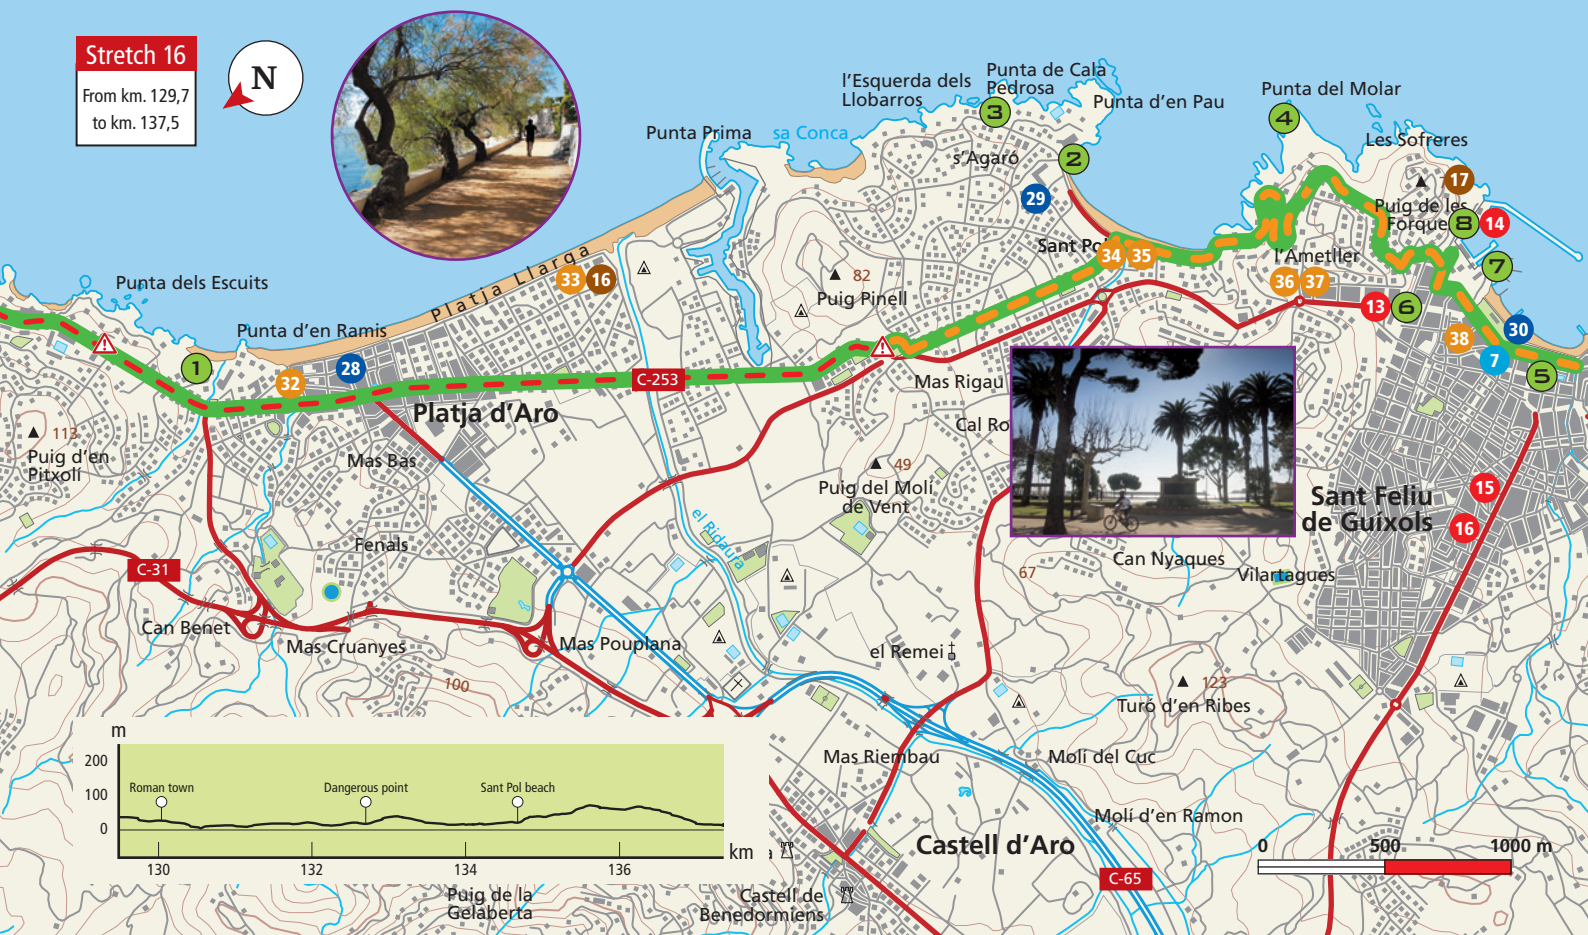 Stretch 16
From km. 129,7
to km. 137,5
N
l'Esquerda dels
Llobarros
Punta de Cala
Pedrosa
Punta d'en Pau
Punta del Molar
Punta Prima
sa Conca
s'Agaró
Les Sofreres
3
2
4
17
29
Puig de les
Forques
8
14
Sant Pol
34
35
l'Ametller
7
36
37
13
6
30
38
7
5
Punta dels Escuits
Punta d'en Ramis
Platja Llarga
33
16
82
Puig Pinell
1
32
28
C-253
Platja d'Aro
Mas Rigau
Cal Ro
113
Puig d'en
Pitxolí
Mas Bas
49
Puig del Molí
de Vent
el Ridaura
Sant Feliu
de Guíxols
15
16
Fenals
C-31
67
Can Nyaques
Vilartagues
Can Benet
Mas Cruanyes
Mas Pouplana
el Remei
100
123
Turó d'en Ribes
Mas Riembau
Molí del Cuc
Molí d'en Ramon
Castell d'Aro
C-65
0 500 1000 m
m
200
100
0
Roman town
Dangerous point
Sant Pol beach
km
a
130 132 134 136
Puig de la
Gelaberta
Castell de
Benedormiens